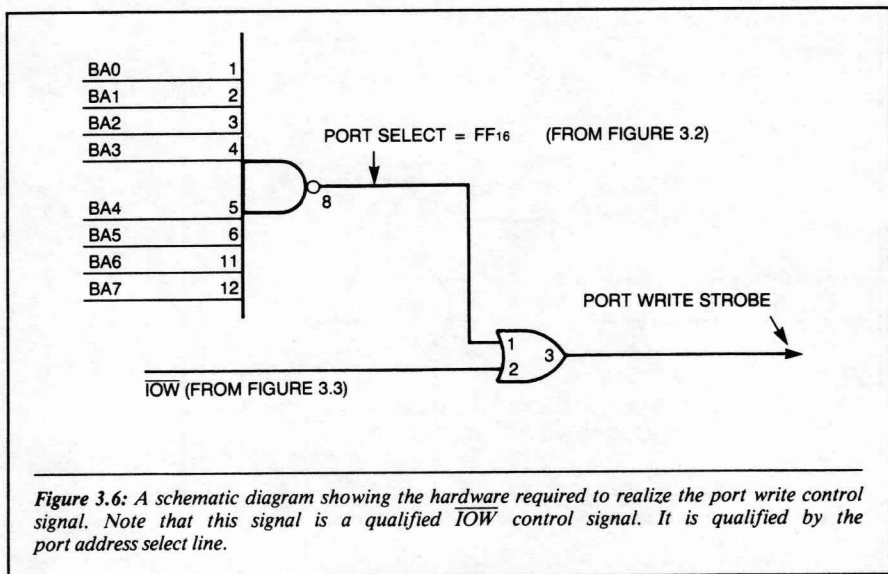 BA0 1
BA1 2
BA2 3
BA3 4
PORT SELECT = FF₁₆ (FROM FIGURE 3.2)
8
BA4 5
BA5 6
BA6 11
BA7 12
PORT WRITE STROBE
1
3
2
I̅O̅W̅ (FROM FIGURE 3.3)
Figure 3.6: A schematic diagram showing the hardware required to realize the port write control
signal. Note that this signal is a qualified I̅O̅W̅ control signal. It is qualified by the
port address select line.